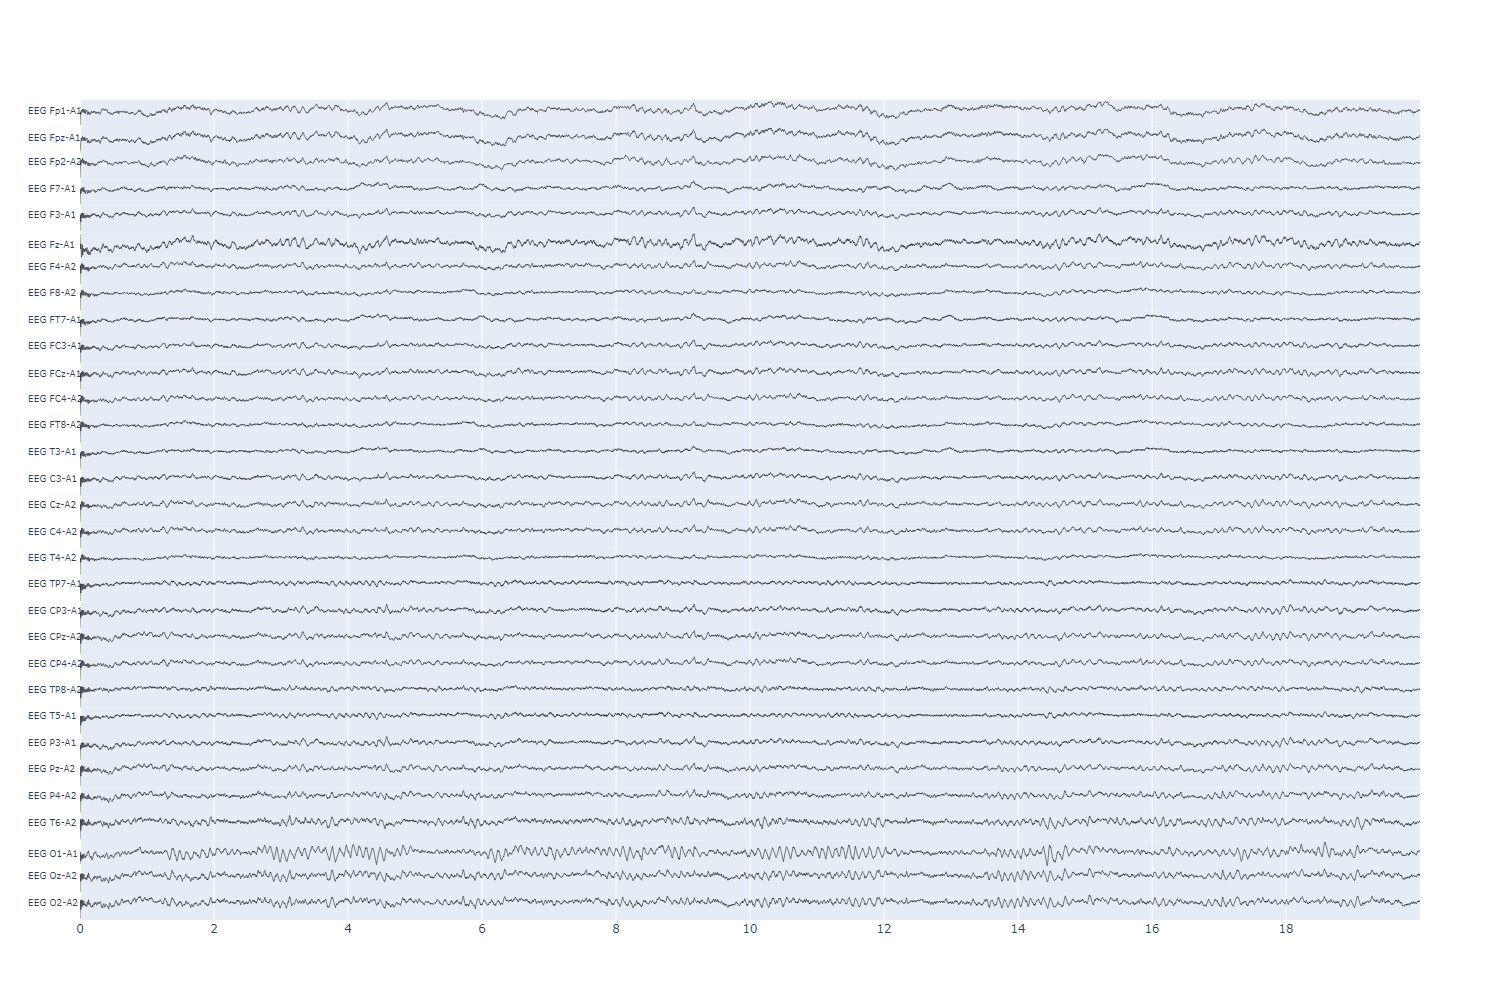 EEG Fp1-A1
EEG Fpz-A1
EEG Fp2-A2
EEG F7-A1
EEG F3-A1
EEG Fz-A1
EEG F4-A2
EEG F8-A2
EEG FT7-A1
EEG FC3-A1
EEG FCz-A1
EEG FC4-A2
EEG FT8-A2
EEG T3-A1
EEG C3-A1
EEG Cz-A2
EEG C4-A2
EEG T4-A2
EEG TP7-A1
EEG CP3-A1
EEG CPz-A2
EEG CP4-A2
EEG TP8-A2
EEG T5-A1
EEG P3-A1
EEG Pz-A2
EEG P4-A2
EEG T6-A2
EEG O1-A1
EEG Oz-A2
EEG O2-A2
0 2 4 6 8 10 12 14 16 18